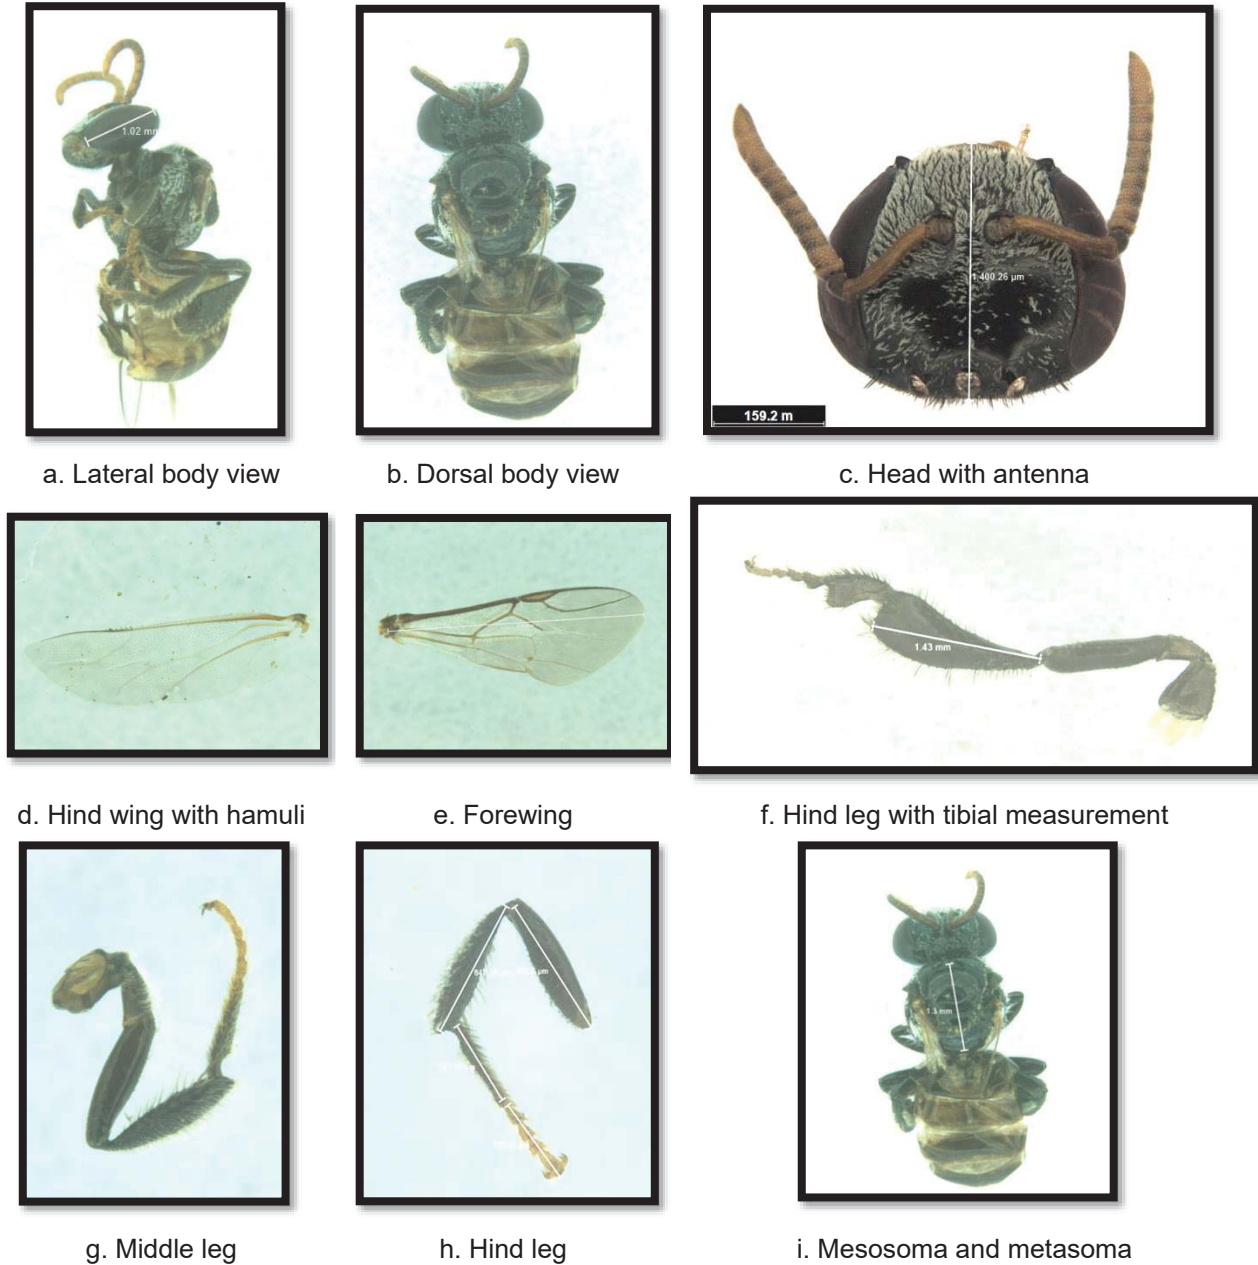 1.02 mm
1,400.26 µm
159.2 m
a. Lateral body view
b. Dorsal body view
c. Head with antenna
1.43 mm
d. Hind wing with hamuli
e. Forewing
f. Hind leg with tibial measurement
µm
1.3 mm
g. Middle leg
h. Hind leg
i. Mesosoma and metasoma